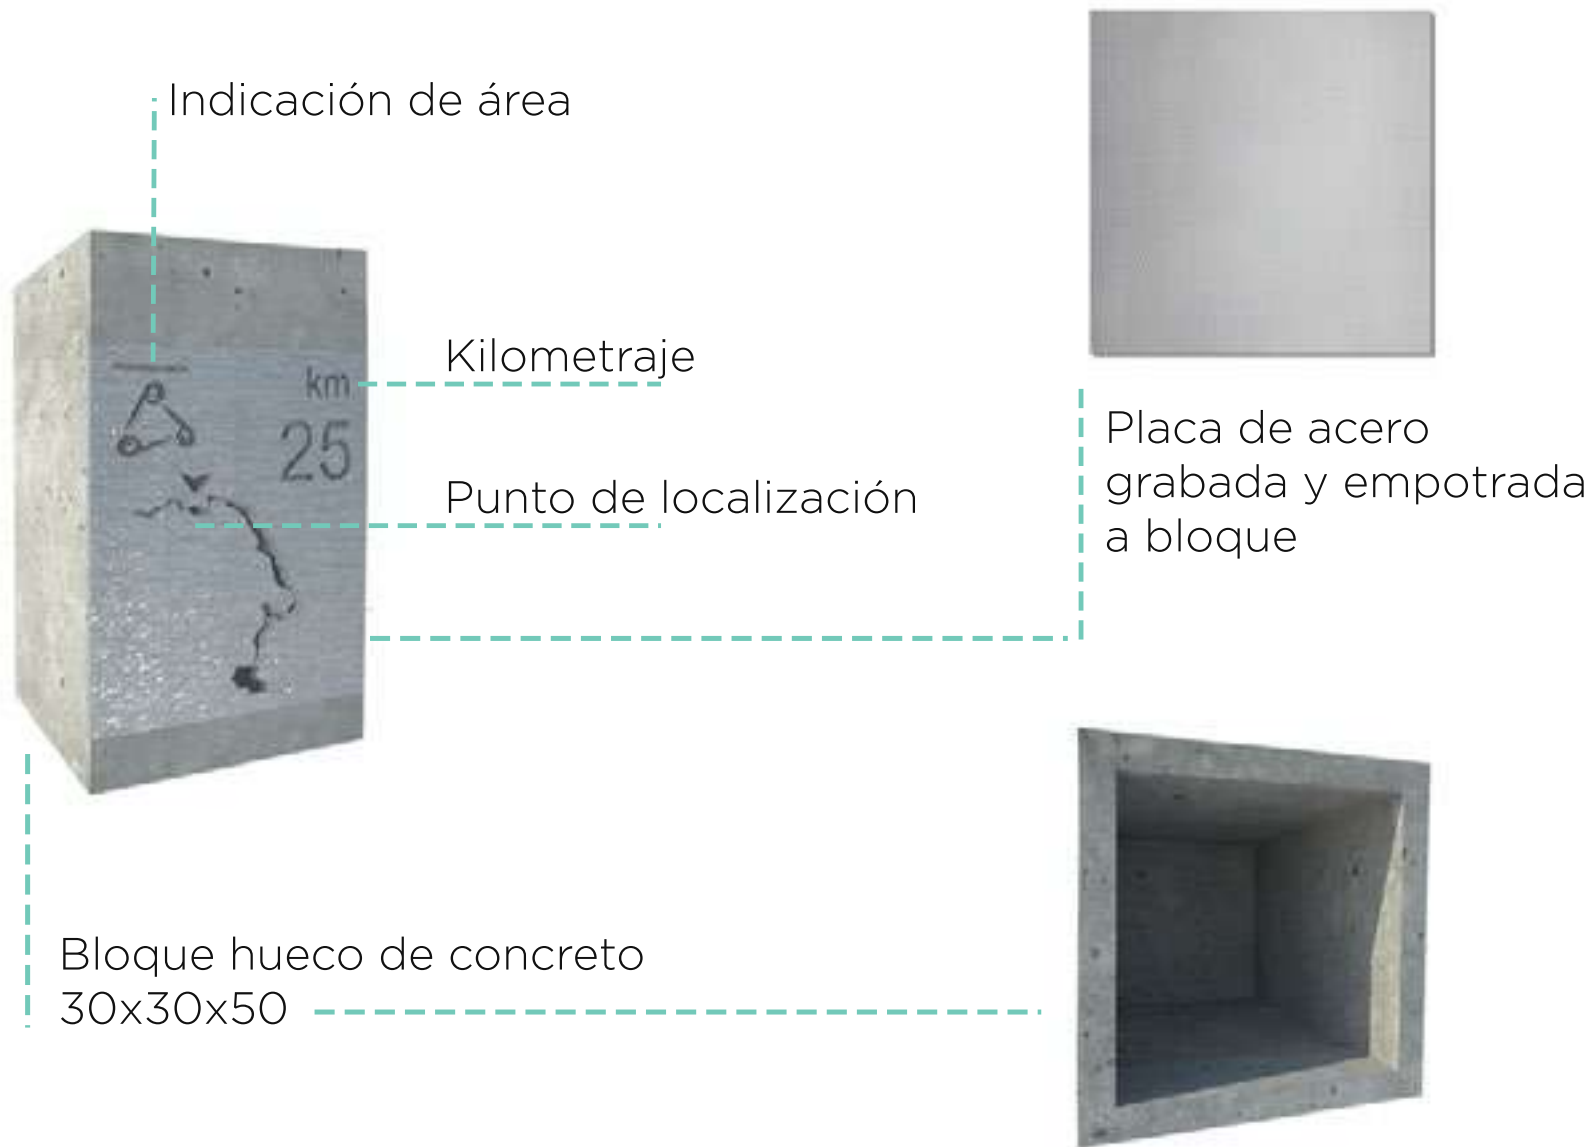 Indicación de área
Kilometraje
km
25
Punto de localización
Placa de acero
grabada y empotrada
a bloque
Bloque hueco de concreto
30x30x50